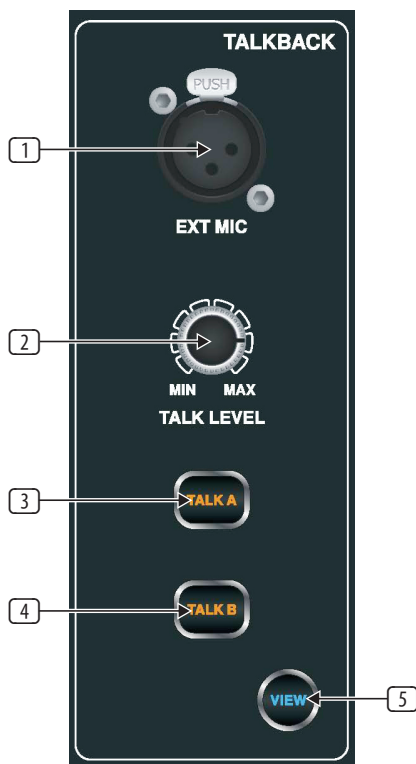 TALKBACK
PUSH
1
EXT MIC
2
MIN MAX
TALK LEVEL
3
TALK A
4
TALK B
VIEW
5